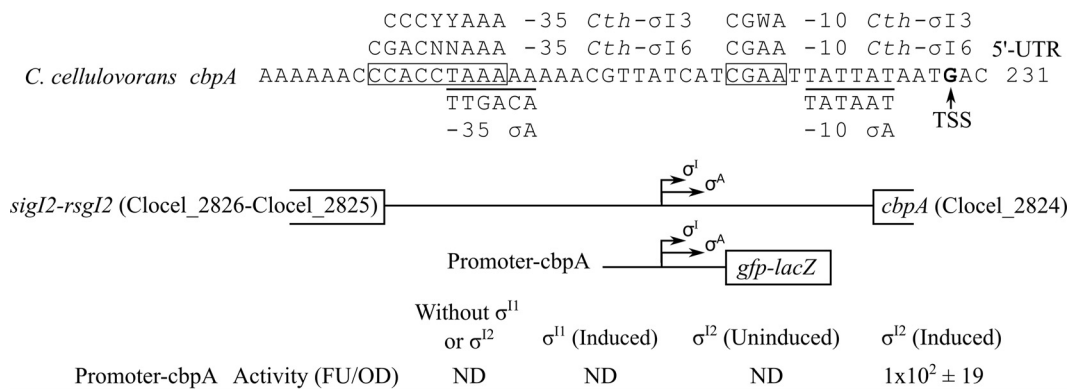 CCCYYAAA -35 Cth-σI3 CGWA -10 Cth-σI3
CGACNNAAA -35 Cth-σI6 CGAA -10 Cth-σI6 5'-UTR
C. cellulovorans cbpA AAAAAACCCACCTAAAAAAAACGTTATCATCGAATTATTATAATGAC 231
TTGACA TATAAT
-35 σA -10 σA TSS
σI
σA
sigI2-rsgI2 (Clocel_2826-Clocel_2825) cbpA (Clocel_2824)
σI
σA
Promoter-cbpA gfp-lacZ
Without σI1
or σI2 σI1 (Induced) σI2 (Uninduced) σI2 (Induced)
Promoter-cbpA Activity (FU/OD) ND ND ND 1x10² ± 19